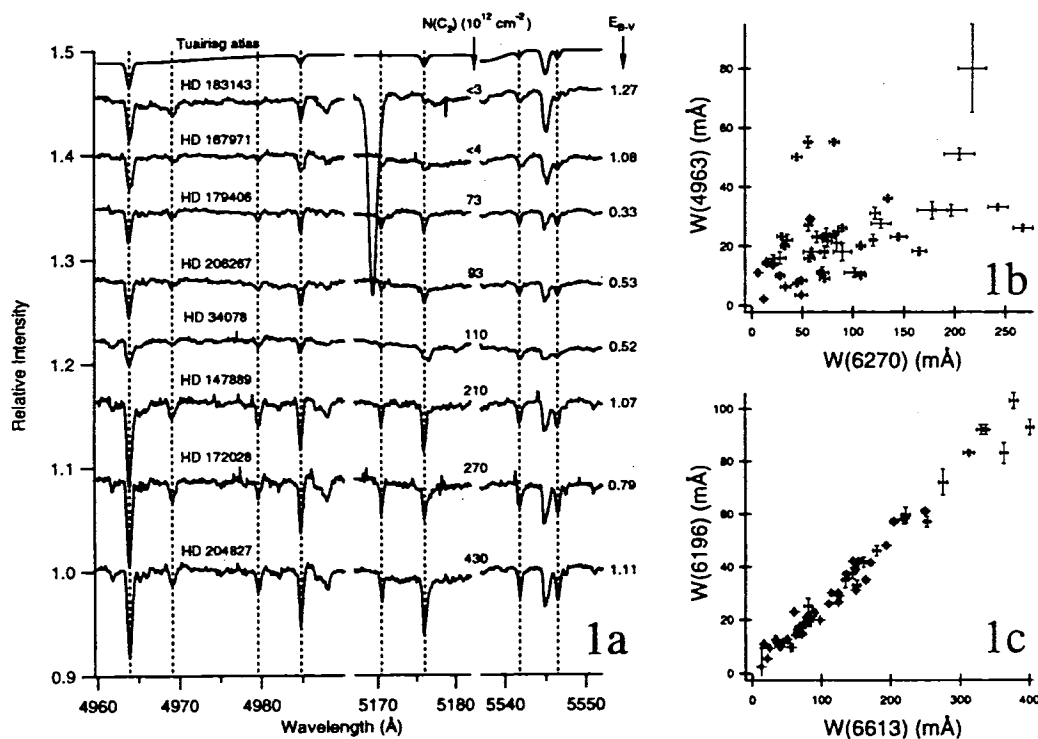 N(C₂) (10¹² cm⁻²)
E_B-V
Tuairisg atlas
HD 183143
<3
1.27
HD 167971
<4
1.08
HD 179406
73
0.33
HD 206267
93
0.53
HD 34078
110
0.52
HD 147889
210
1.07
HD 172028
270
0.79
HD 204827
430
1.11
1a
1.5
1.4
1.3
1.2
1.1
1.0
0.9
Relative Intensity
4960 4970 4980 5170 5180 5540 5550
Wavelength (Å)
80
60
40
20
0
W(4963) (mÅ)
1b
0 50 100 150 200 250
W(6270) (mÅ)
100
80
60
40
20
0
W(6196) (mÅ)
1c
0 100 200 300 400
W(6613) (mÅ)